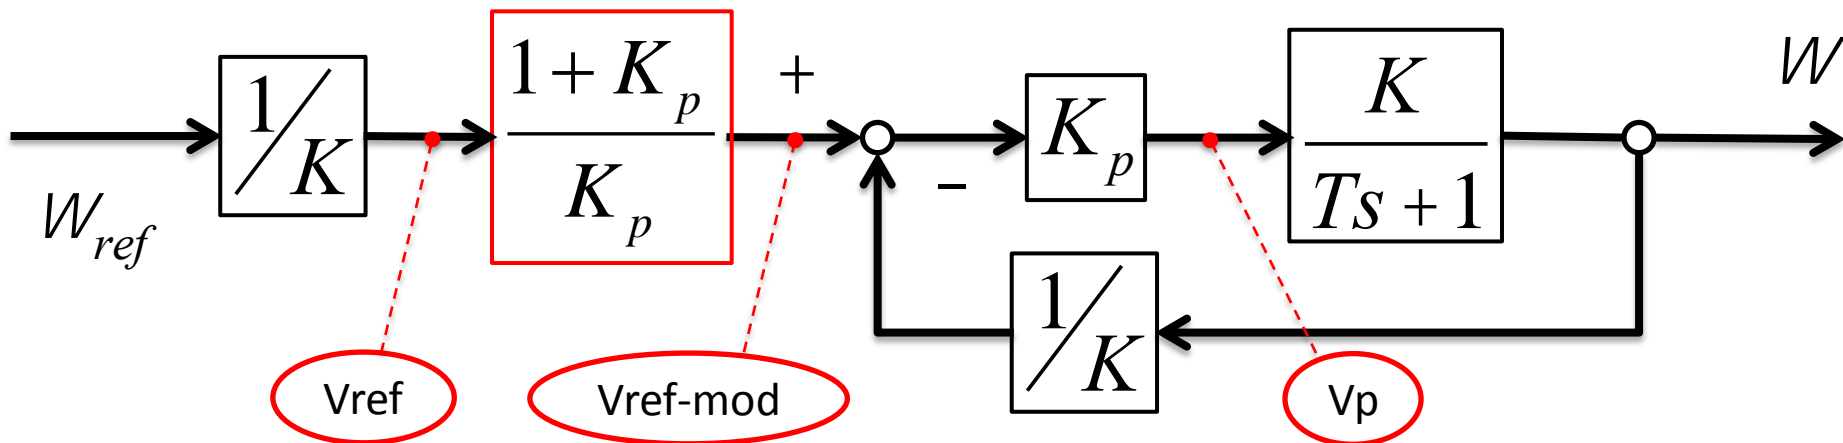 W_ref
1/K
1 + K_p
K_p
+
−
K_p
K
Ts + 1
W
1/K
Vref
Vref-mod
Vp